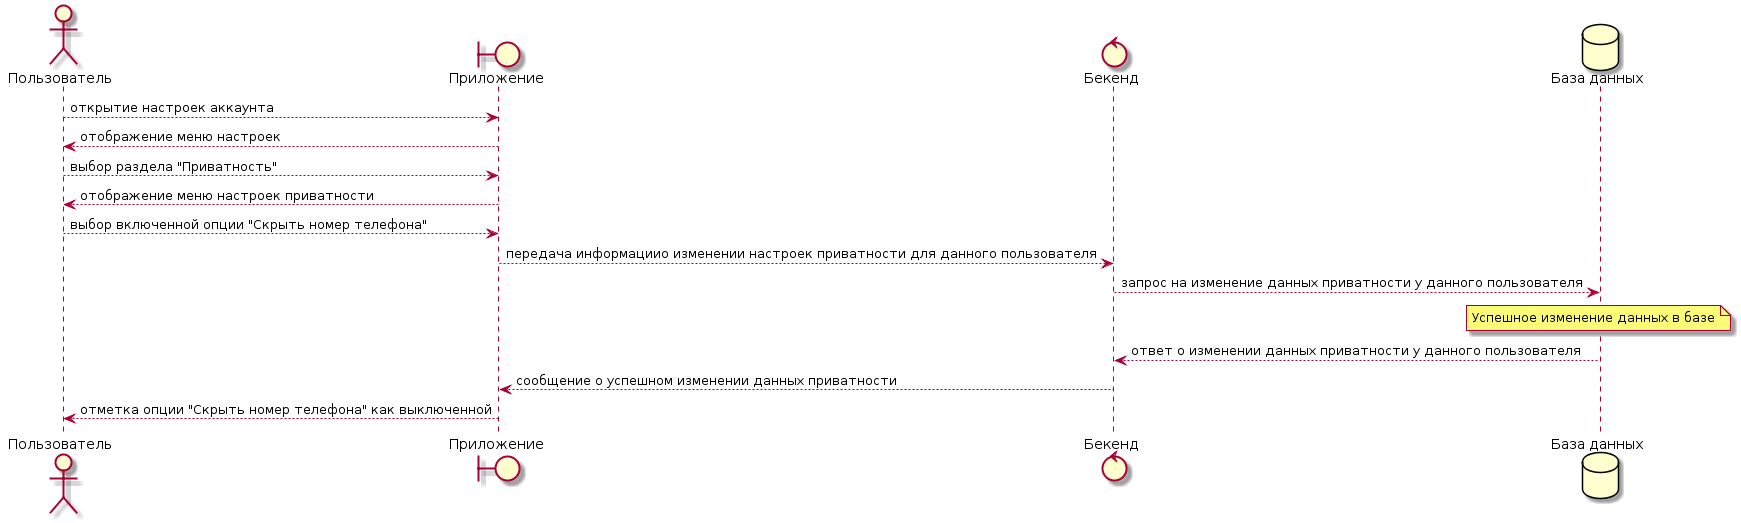 Пользователь
Приложение
Бекенд
База данных
открытие настроек аккаунта
отображение меню настроек
выбор раздела "Приватность"
отображение меню настроек приватности
выбор включенной опции "Скрыть номер телефона"
передача информациио изменении настроек приватности для данного пользователя
запрос на изменение данных приватности у данного пользователя
Успешное изменение данных в базе
ответ о изменении данных приватности у данного пользователя
сообщение о успешном изменении данных приватности
отметка опции "Скрыть номер телефона" как выключенной
Пользователь
Приложение
Бекенд
База данных